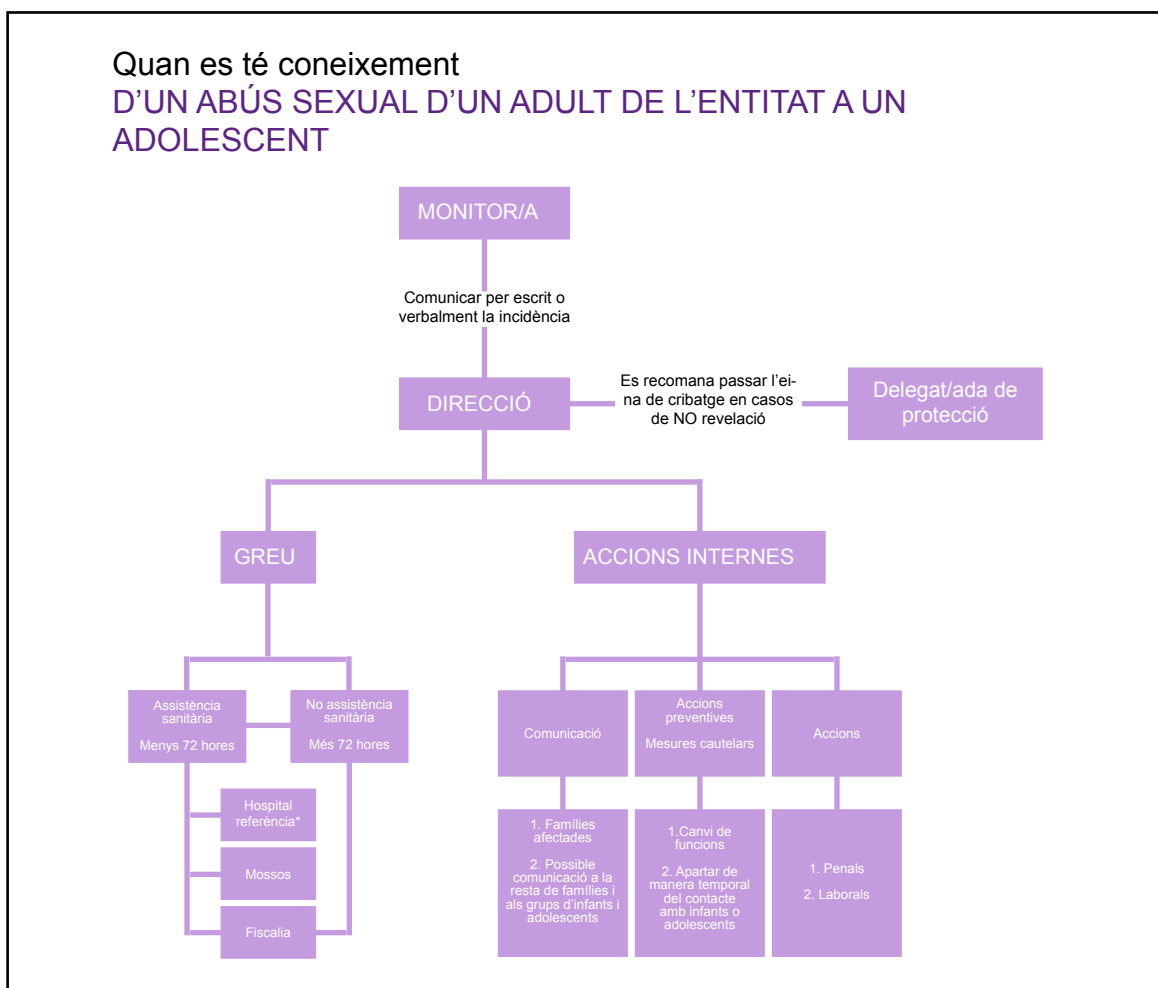 Quan es té coneixement
D'UN ABÚS SEXUAL D'UN ADULT DE L'ENTITAT A UN
ADOLESCENT
MONITOR/A
Comunicar per escrit o
verbalment la incidència
DIRECCIÓ
Es recomana passar l'ei-
na de cribatge en casos
de NO revelació
Delegat/ada de
protecció
GREU
ACCIONS INTERNES
Assistència
sanitària
Menys 72 hores
No assistència
sanitària
Més 72 hores
Hospital
referència*
Mossos
Fiscalia
Comunicació
Accions
preventives
Mesures cautelars
Accions
1. Famílies
afectades
2. Possible
comunicació a la
resta de famílies i
als grups d'infants i
adolescents
1.Canvi de
funcions
2. Apartar de
manera temporal
del contacte
amb infants o
adolescents
1. Penals
2. Laborals